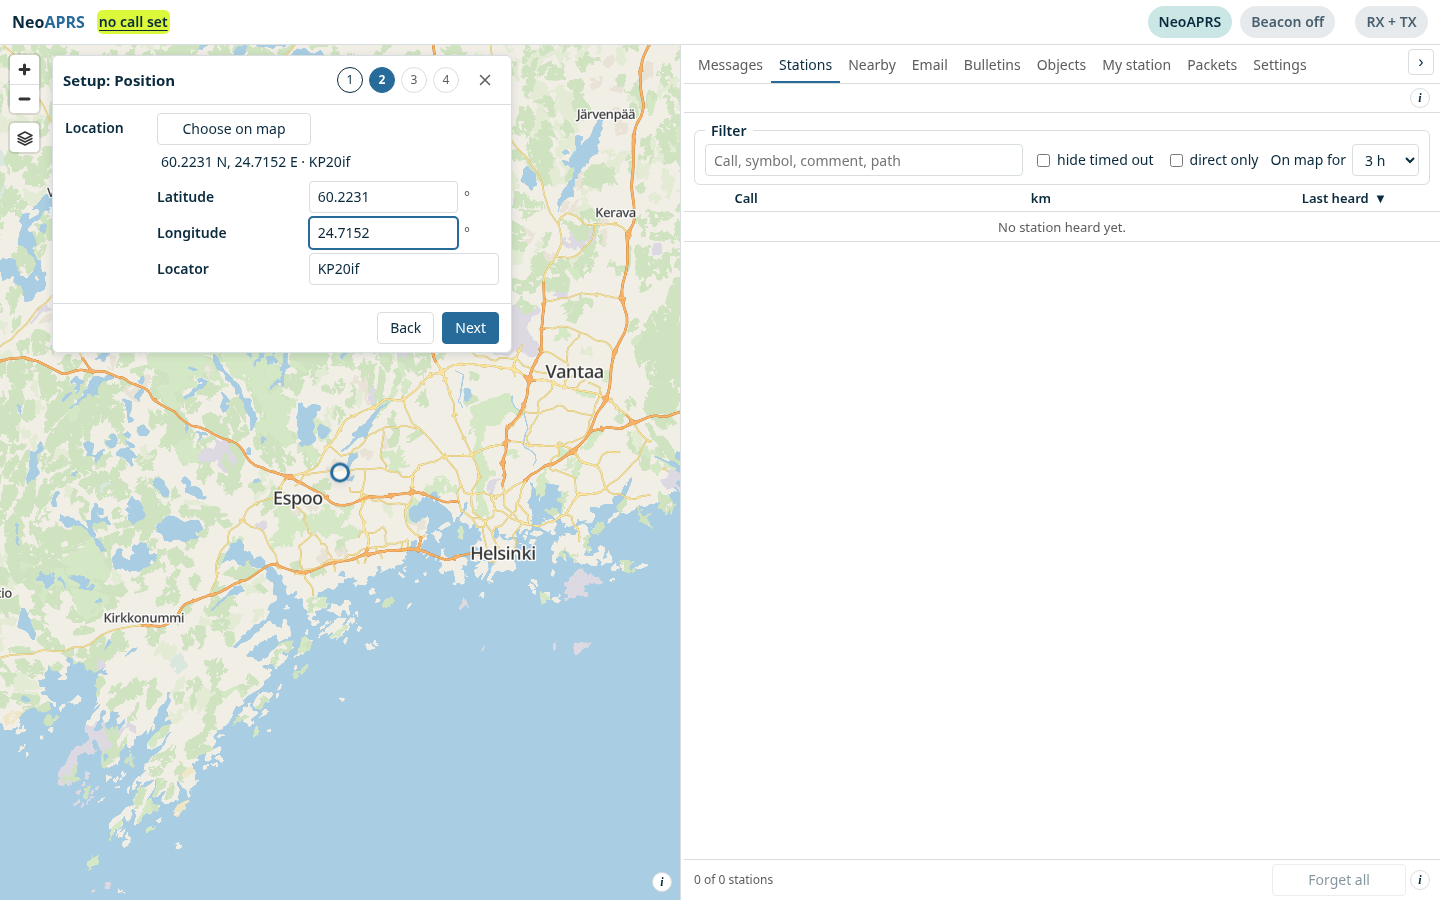 NeoAPRS no call set NeoAPRS Beacon off RX + TX
Setup: Position 1 2 3 4
Location Choose on map
60.2231 N, 24.7152 E · KP20if
Latitude 60.2231 °
Longitude 24.7152 °
Locator KP20if
Back Next
Järvenpää
Kerava
Vantaa
Espoo
Helsinki
Kirkkonummi
Messages Stations Nearby Email Bulletins Objects My station Packets Settings
Filter
Call, symbol, comment, path hide timed out direct only On map for 3 h
Call km Last heard ▼
No station heard yet.
0 of 0 stations Forget all